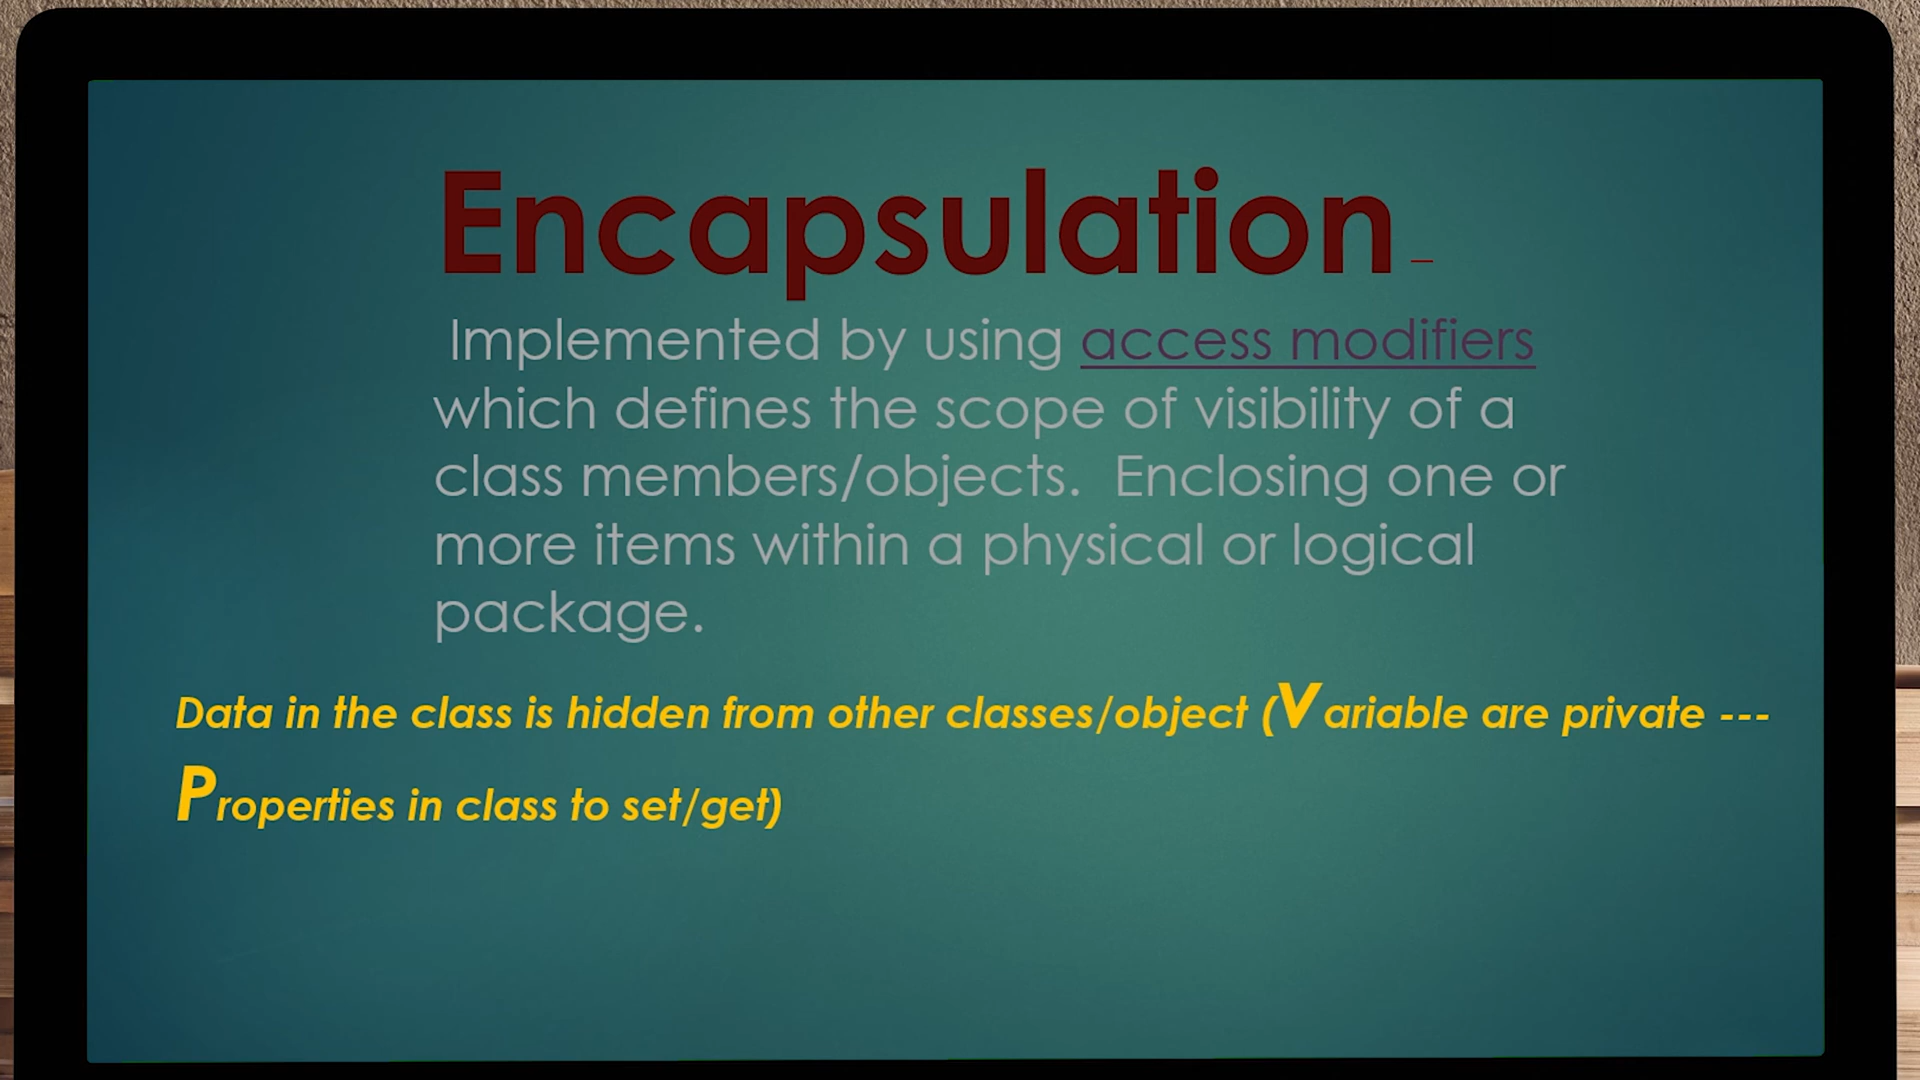 Encapsulation –
Implemented by using access modifiers
which defines the scope of visibility of a
class members/objects.  Enclosing one or
more items within a physical or logical
package.
Data in the class is hidden from other classes/object (Variable are private ---
Properties in class to set/get)